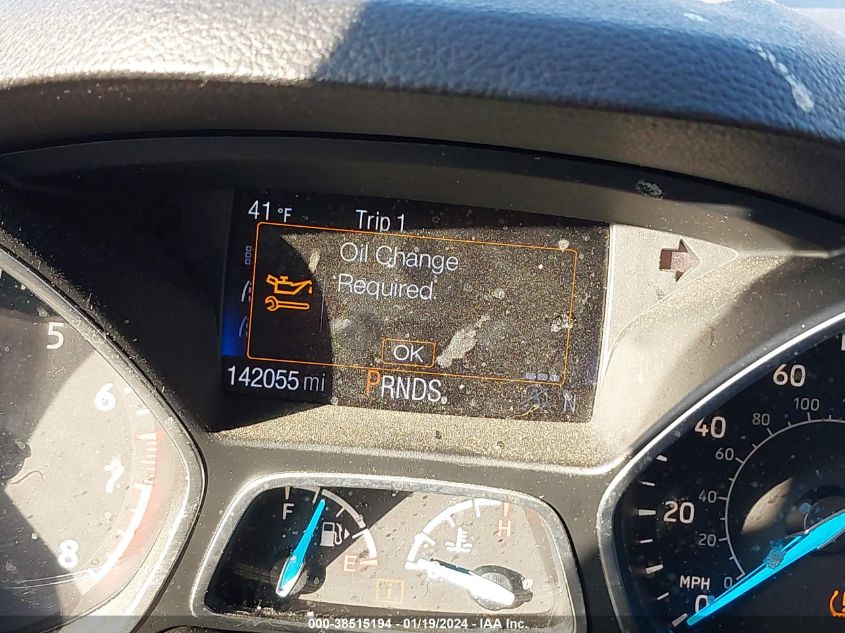 41 °F
Trip 1
Oil Change
Required.
OK
142055 mi
PRNDS
N
5
6
7
8
F
E
H
60
40
20
0
MPH
100
80
60
40
20
0
000-38515194 - 01/19/2024 - IAA Inc.